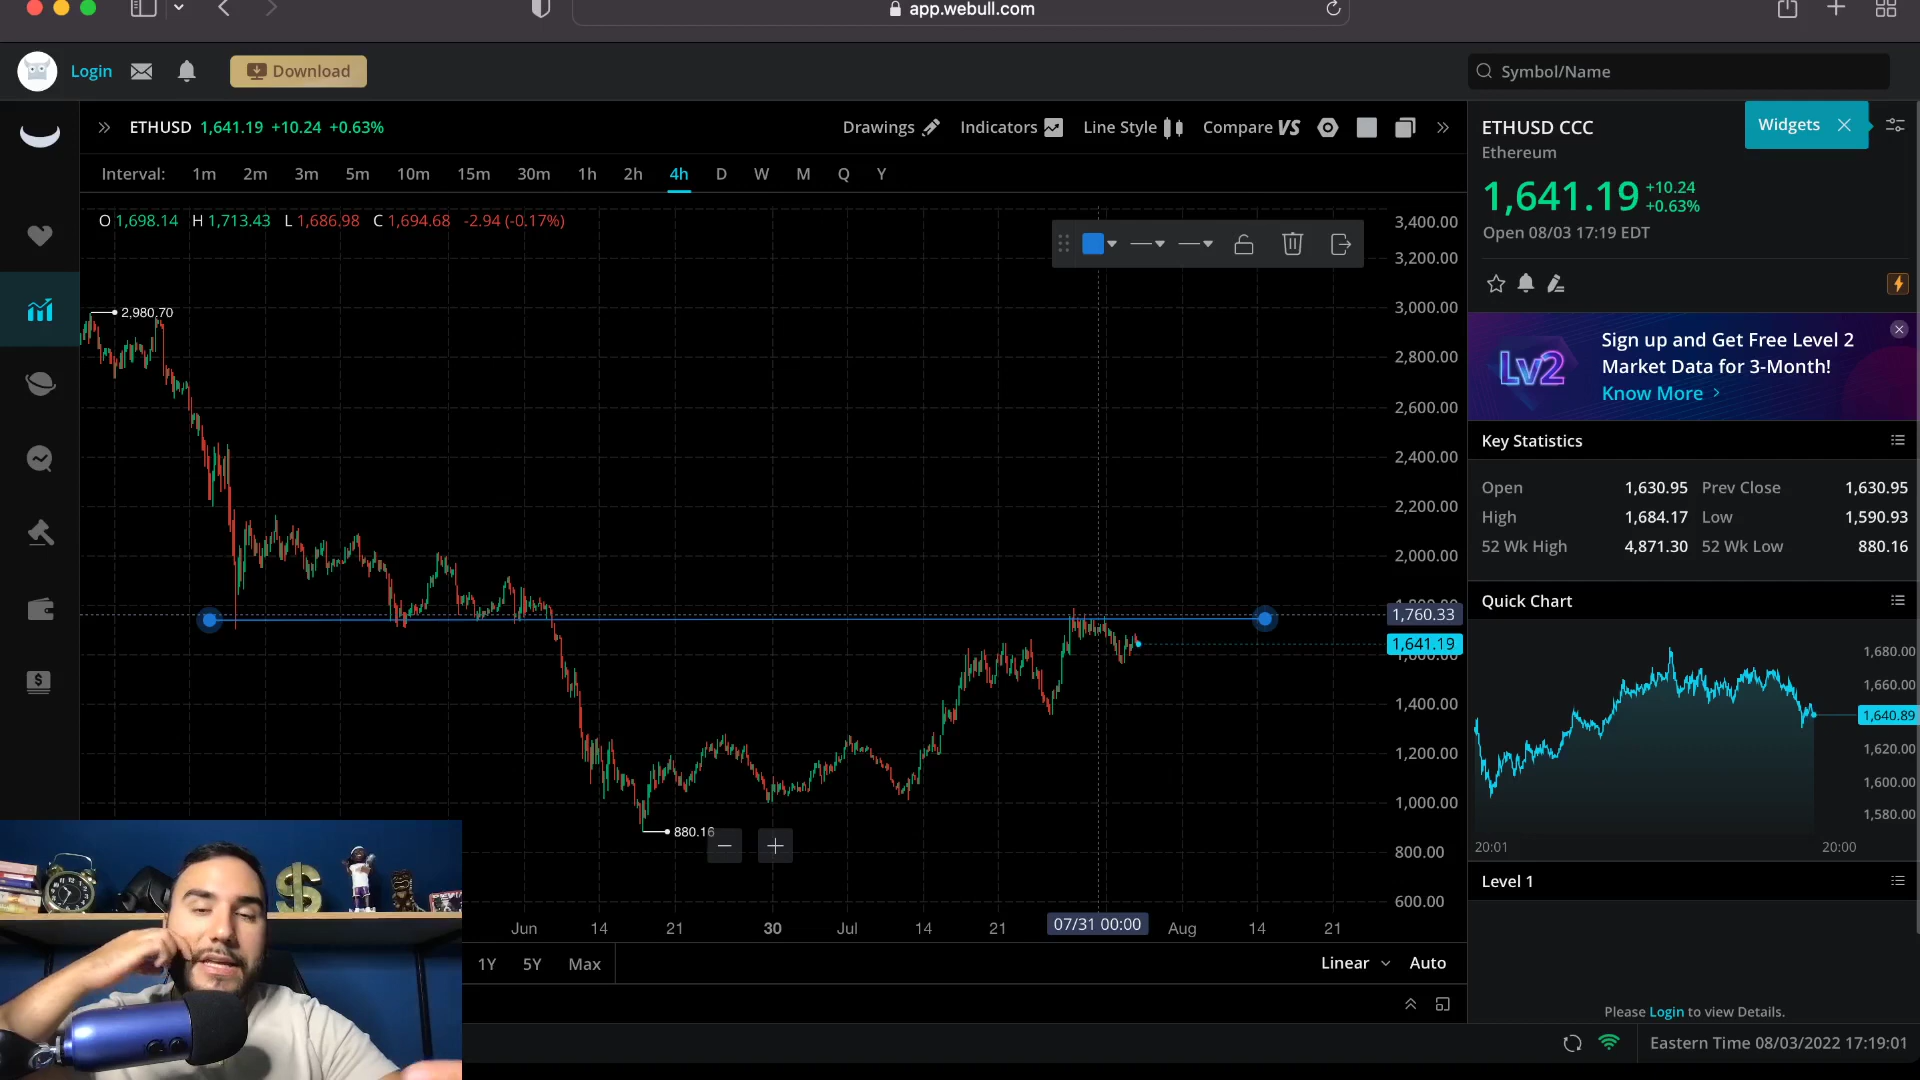 app.webull.com
Login
Download
Symbol/Name
ETHUSD 1,641.19 +10.24 +0.63%
Drawings Indicators Line Style Compare VS
Interval: 1m 2m 3m 5m 10m 15m 30m 1h 2h 4h D W M Q Y
O 1,698.14 H 1,713.43 L 1,686.98 C 1,694.68 -2.94 (-0.17%)
2,980.70
880.16
3,400.00
3,200.00
3,000.00
2,800.00
2,600.00
2,400.00
2,200.00
2,000.00
1,760.33
1,641.19
1,400.00
1,200.00
1,000.00
800.00
600.00
Jun 14 21 30 Jul 14 21 07/31 00:00 Aug 14 21
1Y 5Y Max
Linear Auto
ETHUSD CCC
Widgets
Ethereum
1,641.19 +10.24
+0.63%
Open 08/03 17:19 EDT
Lv2
Sign up and Get Free Level 2
Market Data for 3-Month!
Know More >
Key Statistics
Open 1,630.95 Prev Close 1,630.95
High 1,684.17 Low 1,590.93
52 Wk High 4,871.30 52 Wk Low 880.16
Quick Chart
1,680.00
1,660.00
1,640.89
1,620.00
1,600.00
1,580.00
20:01 20:00
Level 1
Please Login to view Details.
Eastern Time 08/03/2022 17:19:01